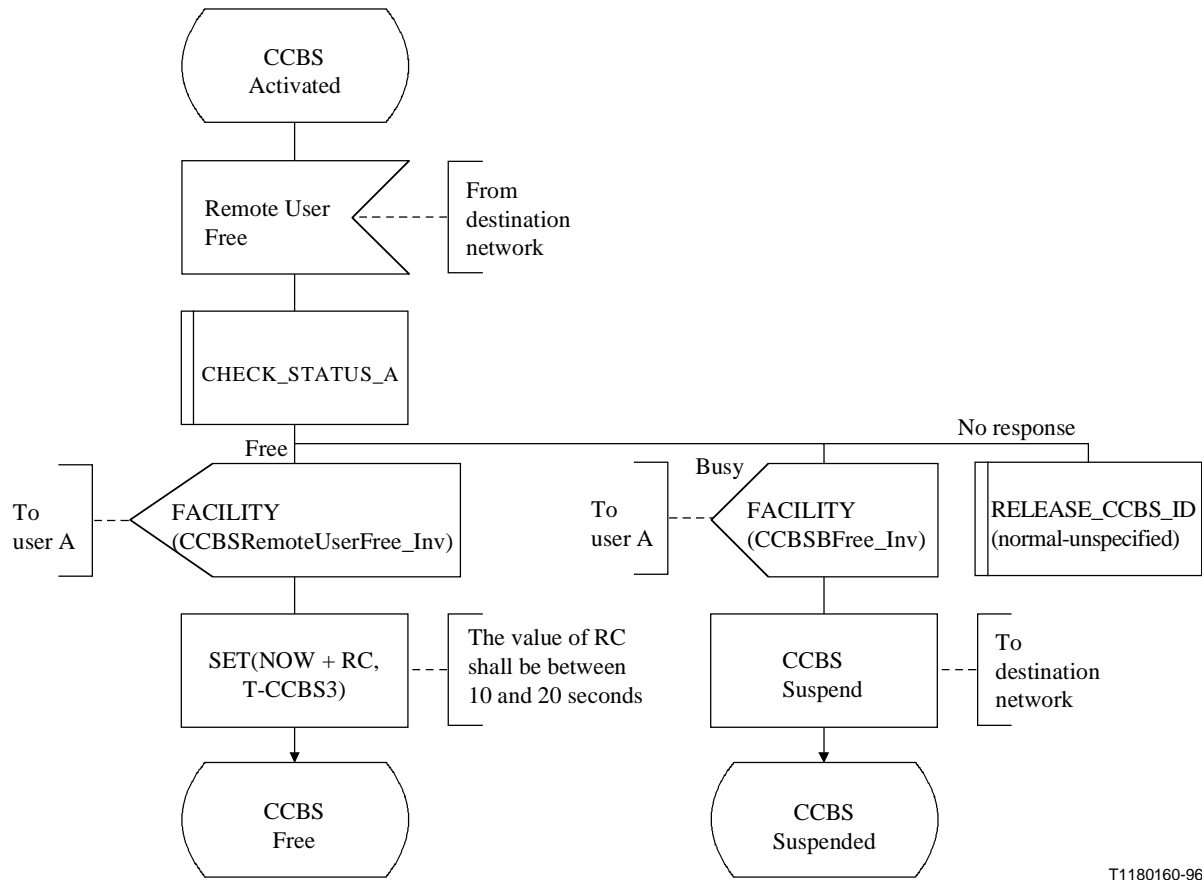 CCBS
Activated
Remote User
Free
From
destination
network
CHECK_STATUS_A
Free
Busy
No response
To
user A
FACILITY
(CCBSRemoteUserFree_Inv)
To
user A
FACILITY
(CCBSBFree_Inv)
RELEASE_CCBS_ID
(normal-unspecified)
SET(NOW + RC,
T-CCBS3)
The value of RC
shall be between
10 and 20 seconds
CCBS
Suspend
To
destination
network
CCBS
Free
CCBS
Suspended
T1180160-96